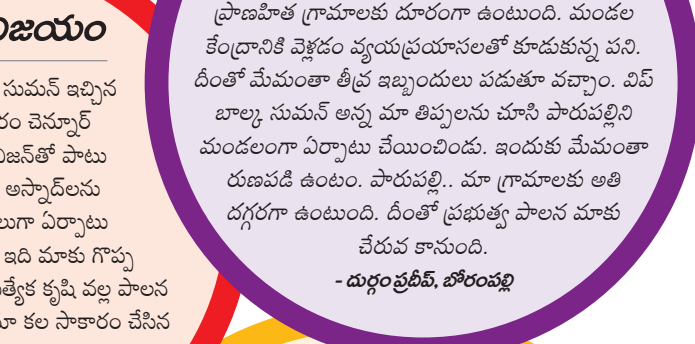 విజయం
సుమన్ ఇచ్చిన
చెన్నూర్
పాటు
అస్నాద్‌లను
ఏర్పాటు
ఇది మాకు గొప్ప
కృషి వల్ల పాలన
కల సాకారం చేసిన
ప్రాణహిత గ్రామాలకు దూరంగా ఉంటుంది. మండల
కేంద్రానికి వెళ్లడం వ్యయప్రయాసలతో కూడుకున్న పని.
దీంతో మేమంతా తీవ్ర ఇబ్బందులు పడుతూ వచ్చాం. విప్
బాల్క సుమన్ అన్న మా తిప్పలను చూసి పారుపల్లిని
మండలంగా ఏర్పాటు చేయించిండు. ఇందుకు మేమంతా
రుణపడి ఉంటం. పారుపల్లి.. మా గ్రామాలకు అతి
దగ్గరగా ఉంటుంది. దీంతో ప్రభుత్వ పాలన మాకు
చేరువ కానుంది.
- దుర్గం ప్రదీప్, బోరంపల్లి